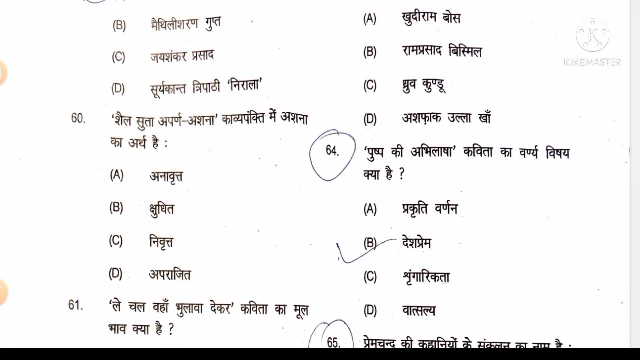 (B) मैथिलीशरण गुप्त
(C) जयशंकर प्रसाद
(D) सूर्यकान्त त्रिपाठी 'निराला'
60. 'शैल सुता अपर्ण-अशना' काव्यपंक्ति में अशना
का अर्थ है :
(A) अनावृत्त
(B) क्षुधित
(C) निवृत्त
(D) अपराजित
61. 'ले चल वहाँ भुलावा देकर' कविता का मूल
भाव क्या है ?
(A) खुदीराम बोस
(B) रामप्रसाद बिस्मिल
(C) ध्रुव कुण्डू
(D) अशफ़ाक उल्ला खाँ
64. 'पुष्प की अभिलाषा' कविता का वर्ण्य विषय
क्या है ?
(A) प्रकृति वर्णन
(B) देशप्रेम
(C) शृंगारिकता
(D) वात्सल्य
65. प्रेमचन्द की कहानियों के संकलन का नाम है :
KINEMASTER